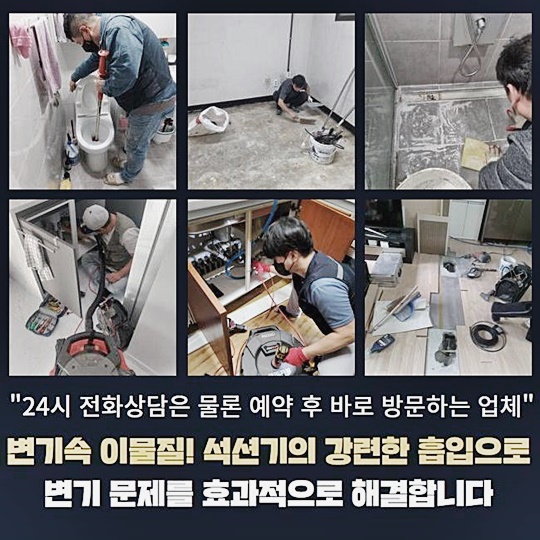 "24시 전화상담은 물론 예약 후 바로 방문하는 업체"
변기속 이물질! 석션기의 강련한 흡입으로
변기 문제를 효과적으로 해결합니다